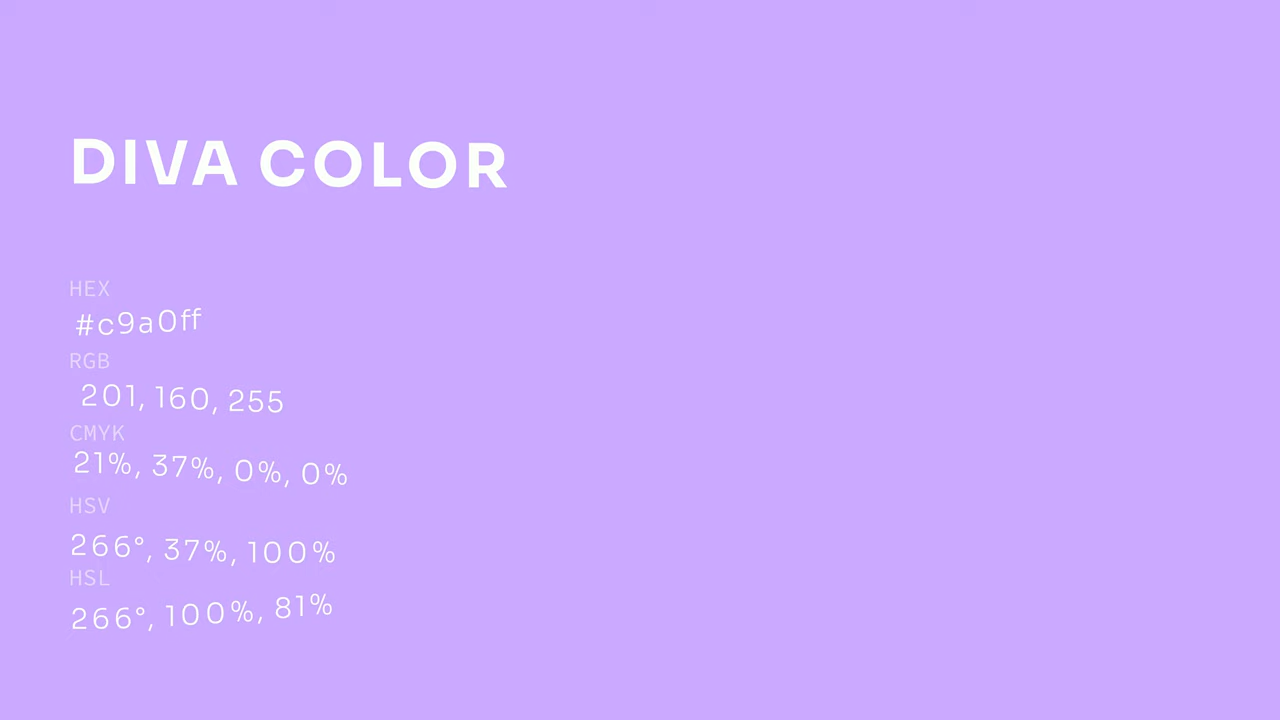 DIVA COLOR
HEX
#c9a0ff
RGB
201, 160, 255
CMYK
21%, 37%, 0%, 0%
HSV
266°, 37%, 100%
HSL
266°, 100%, 81%